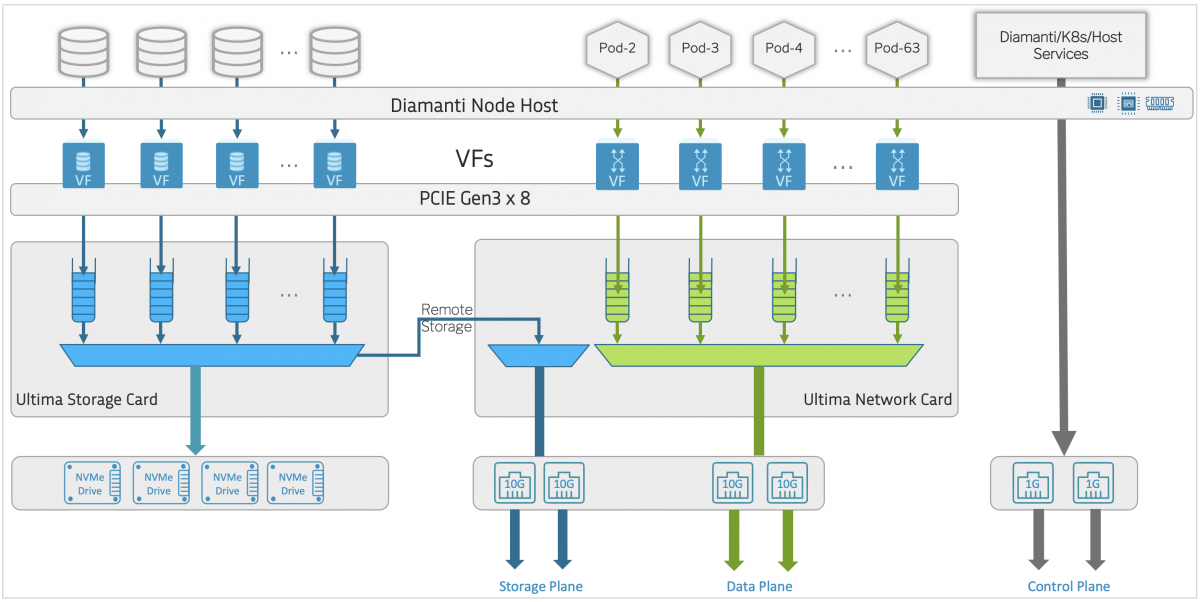 Pod-2
Pod-3
Pod-4
...
Pod-63
Diamanti/K8s/Host
Services
...
Diamanti Node Host
VF
VF
VF
...
VF
VFs
VF
VF
VF
...
VF
PCIE Gen3 x 8
...
...
Remote
Storage
Ultima Storage Card
Ultima Network Card
NVMe
Drive
NVMe
Drive
NVMe
Drive
NVMe
Drive
10G
10G
10G
10G
1G
1G
Storage Plane
Data Plane
Control Plane